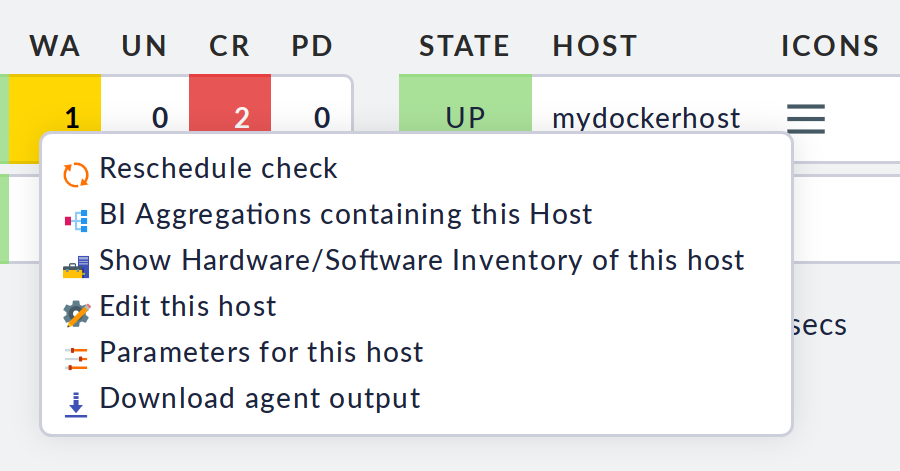 WA UN CR PD STATE HOST ICONS
1 0 2 0 UP mydockerhost
Reschedule check
BI Aggregations containing this Host
Show Hardware/Software Inventory of this host
Edit this host
secs
Parameters for this host
Download agent output